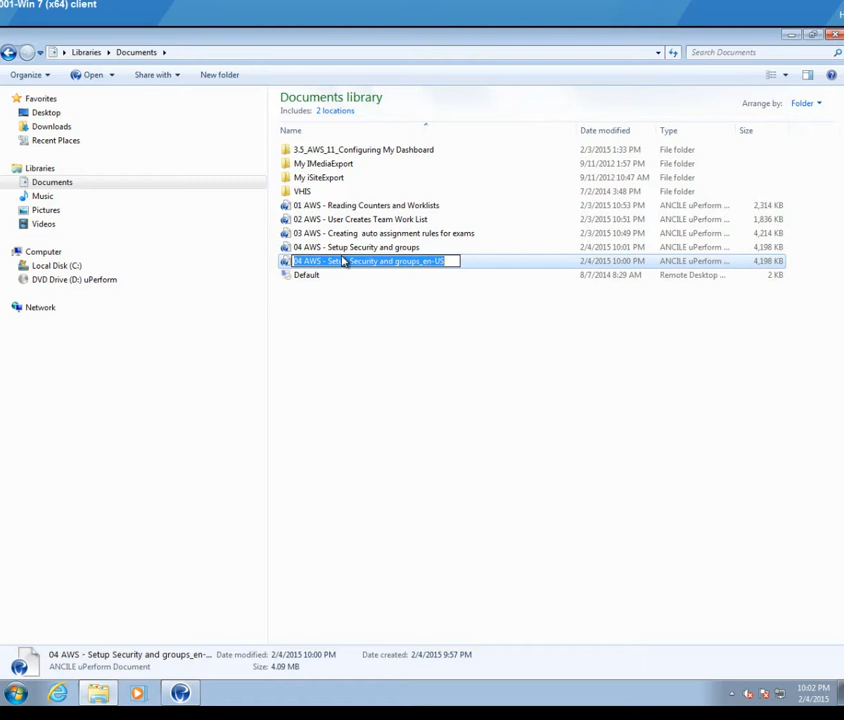 001-Win 7 (x64) client
Libraries Documents
Search Documents
Organize Open Share with New folder
Favorites
Desktop
Downloads
Recent Places
Libraries
Documents
Music
Pictures
Videos
Computer
Local Disk (C:)
DVD Drive (D:) uPerform
Network
Documents library
Includes: 2 locations
Arrange by: Folder
Name Date modified Type Size
3.5_AWS_11_Configuring My Dashboard 2/3/2015 1:33 PM File folder
My IMediaExport 9/11/2012 1:57 PM File folder
My iSiteExport 9/11/2012 10:47 AM File folder
VHIS 7/2/2014 3:48 PM File folder
01 AWS - Reading Counters and Worklists 2/3/2015 10:53 PM ANCILE uPerform ... 2,314 KB
02 AWS - User Creates Team Work List 2/3/2015 10:51 PM ANCILE uPerform ... 1,836 KB
03 AWS - Creating auto assignment rules for exams 2/3/2015 10:49 PM ANCILE uPerform ... 4,214 KB
04 AWS - Setup Security and groups 2/4/2015 10:01 PM ANCILE uPerform ... 4,198 KB
04 AWS - Setup Security and groups_en-US 2/4/2015 10:00 PM ANCILE uPerform ... 4,198 KB
Default 8/7/2014 8:29 AM Remote Desktop ... 2 KB
04 AWS - Setup Security and groups_en-... Date modified: 2/4/2015 10:00 PM Date created: 2/4/2015 9:57 PM
ANCILE uPerform Document Size: 4.09 MB
10:02 PM
2/4/2015